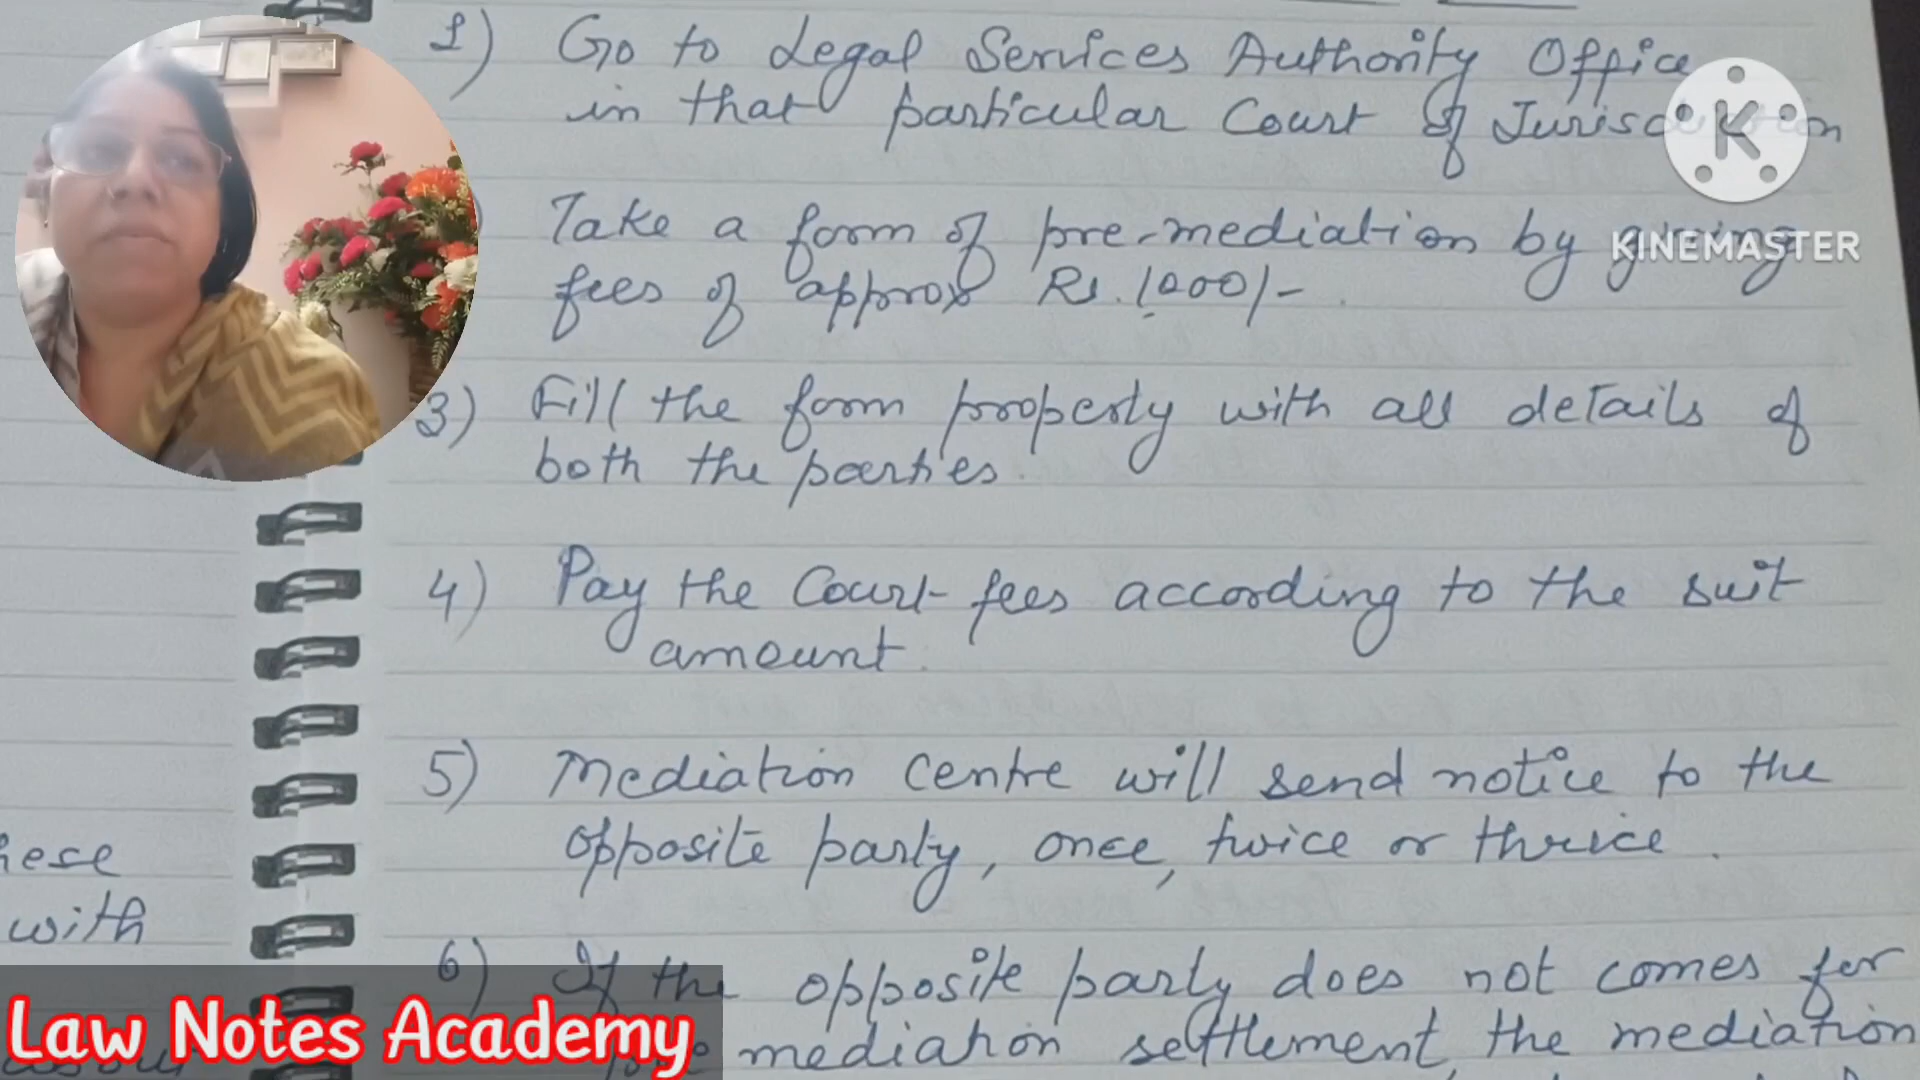 1) Go to Legal Services Authority Office
in that particular Court of
Take a form of pre-mediation by giving
fees of approx Rs. 1000/-
3) Fill the form property with all details of
both the parties.
4) Pay the Court fees according to the suit
amount.
5) Mediation Centre will send notice to the
opposite party, once, twice or thrice.
6) If the opposite party does not comes for
mediation settlement, the mediation
with
K
KINEMASTER
Law Notes Academy